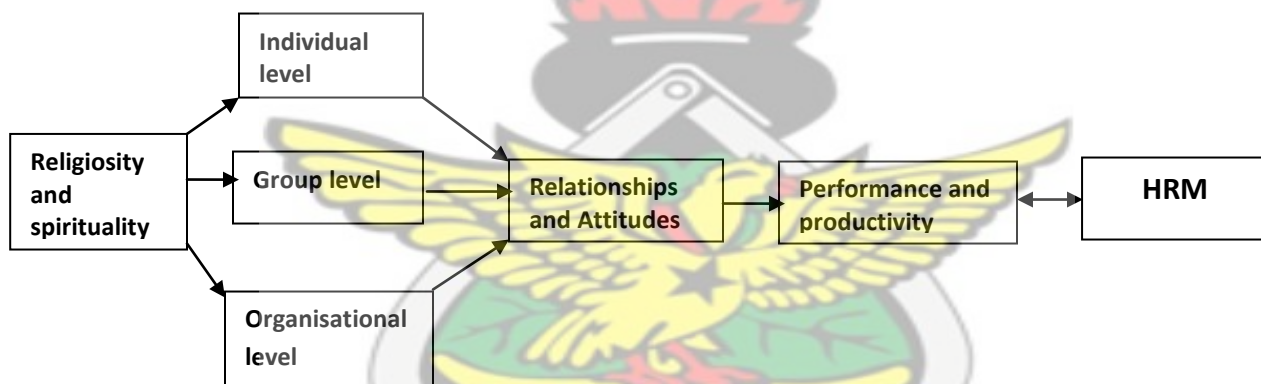 Individual
level
Religiosity
and
spirituality
Group level
Relationships
and Attitudes
Performance and
productivity
HRM
Organisational
level